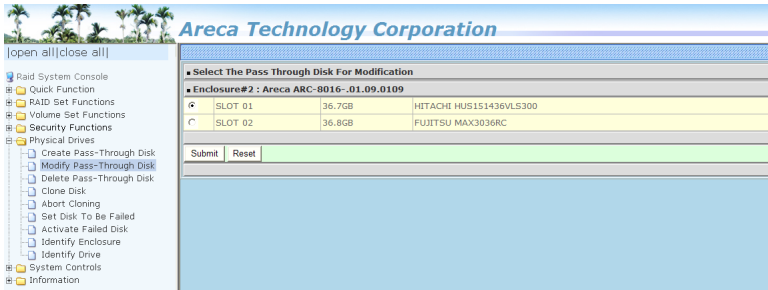 Areca Technology Corporation
|open all|close all|
Raid System Console
Quick Function
RAID Set Functions
Volume Set Functions
Security Functions
Physical Drives
Create Pass-Through Disk
Modify Pass-Through Disk
Delete Pass-Through Disk
Clone Disk
Abort Cloning
Set Disk To Be Failed
Activate Failed Disk
Identify Enclosure
Identify Drive
System Controls
Information
Select The Pass Through Disk For Modification
Enclosure#2 : Areca ARC-8016-.01.09.0109
SLOT 01 36.7GB HITACHI HUS151436VLS300
SLOT 02 36.8GB FUJITSU MAX3036RC
Submit Reset